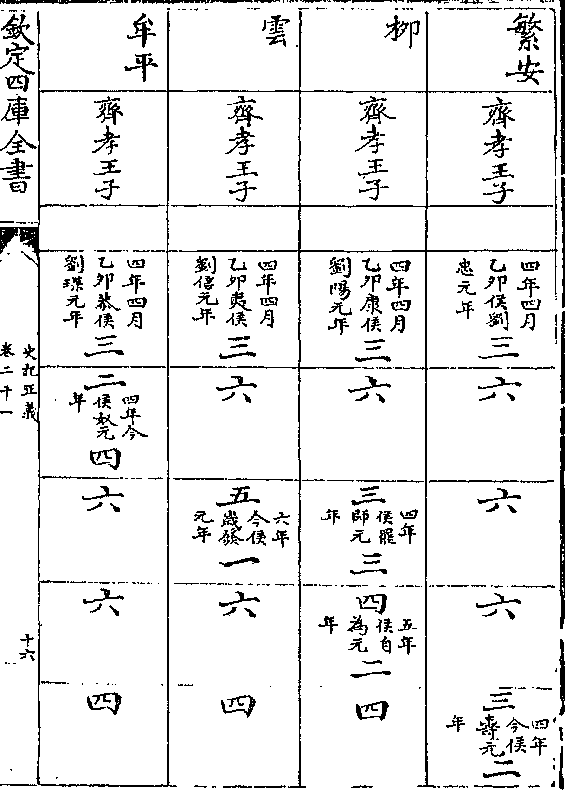 繁安
齊孝王子
四年四月
乙卯侯劉
忠元年
三
六
六
六
三
四年
今侯
壽元
年
二
柳
齊孝王子
四年四月
乙卯康侯
劉陽元年
三
六
三
四年
侯罷
師元
年
三
四
五年
侯自
為元
年
二
四
雲
齊孝王子
四年四月
乙卯夷侯
劉信元年
三
六
五
六年
今侯
歲發
元年
一
六
四
牟平
齊孝王子
四年四月
乙卯恭侯
劉渫元年
三
二
四年今
侯奴元
年
四
六
六
四
欽定四庫全書
史記正義
卷二十一
十六